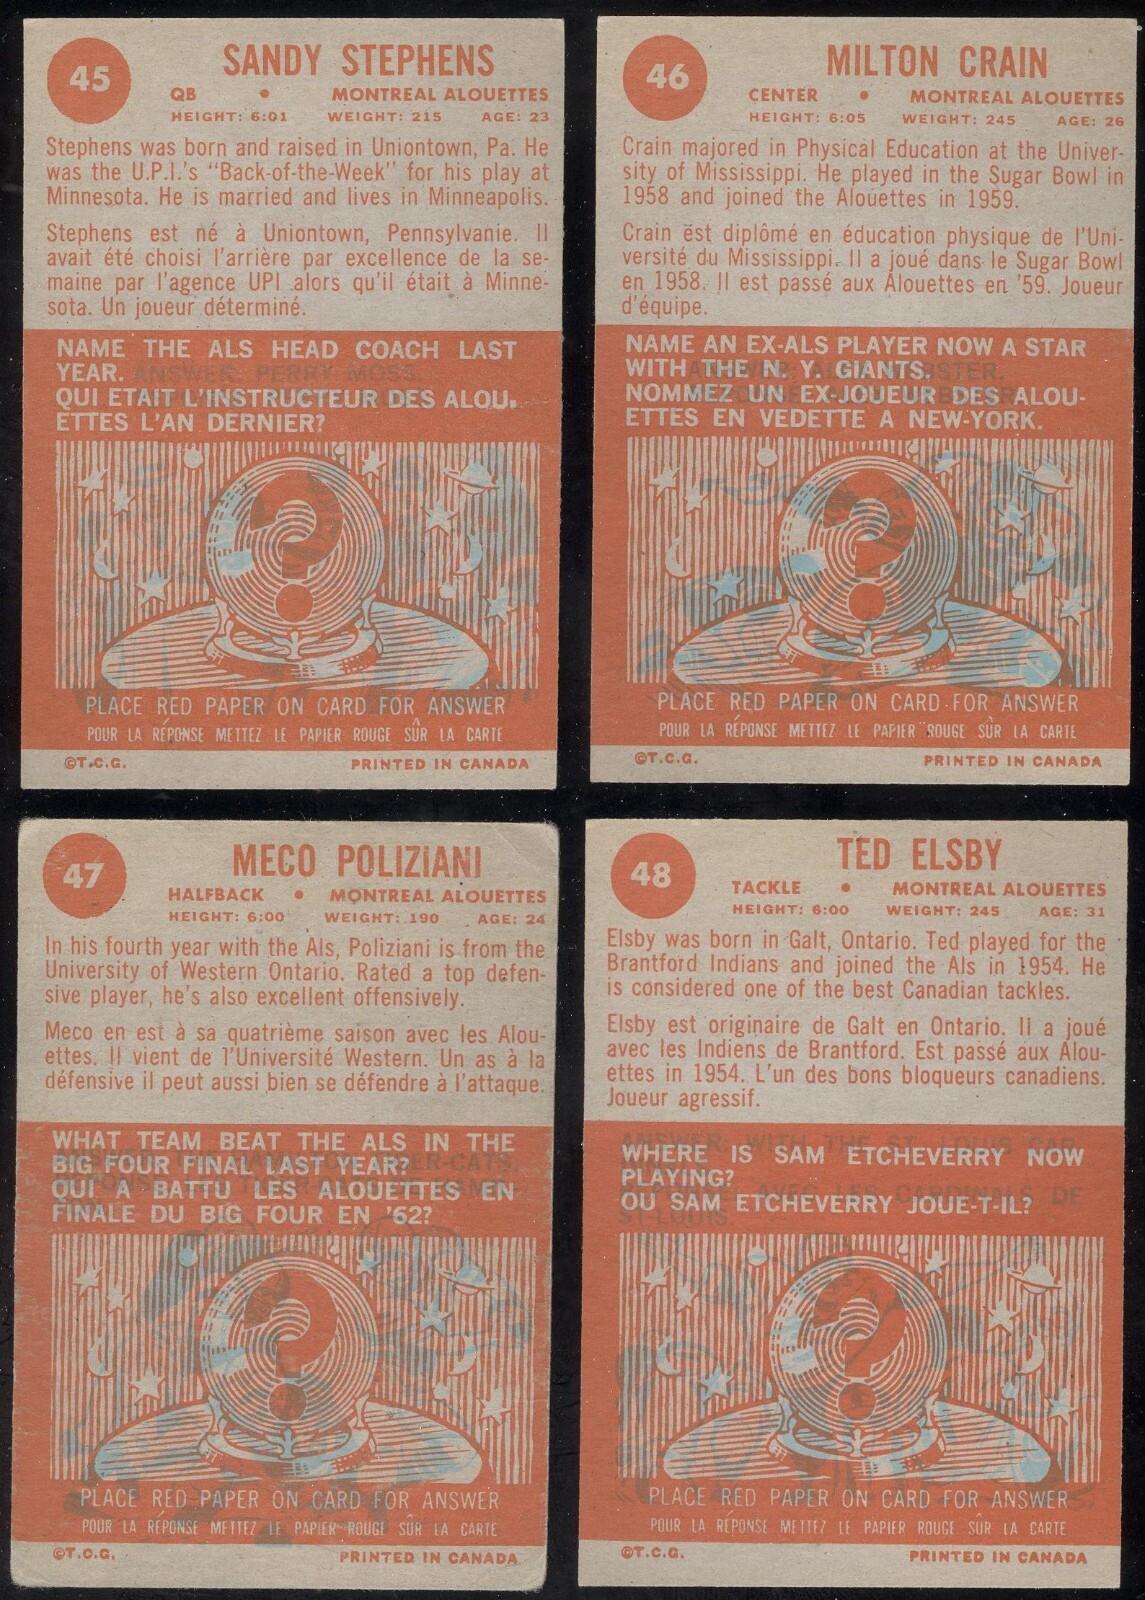 45
SANDY STEPHENS
QB • MONTREAL ALOUETTES
HEIGHT: 6:01 WEIGHT: 215 AGE: 23
Stephens was born and raised in Uniontown, Pa. He
was the U.P.I.'s "Back-of-the-Week" for his play at
Minnesota. He is married and lives in Minneapolis.
Stephens est né à Uniontown, Pennsylvanie. Il
avait été choisi l'arrière par excellence de la se-
maine par l'agence UPI alors qu'il était à Minne-
sota. Un joueur déterminé.
NAME THE ALS HEAD COACH LAST
YEAR.
ANSWER: PERRY MOSS.
QUI ETAIT L'INSTRUCTEUR DES ALOU-
ETTES L'AN DERNIER?
PLACE RED PAPER ON CARD FOR ANSWER
POUR LA RÉPONSE METTEZ LE PAPIER ROUGE SÛR LA CARTE
©T.C.G. PRINTED IN CANADA
46
MILTON CRAIN
CENTER • MONTREAL ALOUETTES
HEIGHT: 6:05 WEIGHT: 245 AGE: 26
Crain majored in Physical Education at the Univer-
sity of Mississippi. He played in the Sugar Bowl in
1958 and joined the Alouettes in 1959.
Crain est diplômé en éducation physique de l'Uni-
versité du Mississippi. Il a joué dans le Sugar Bowl
en 1958. Il est passé aux Alouettes en '59. Joueur
d'équipe.
NAME AN EX-ALS PLAYER NOW A STAR
WITH THE N. Y. GIANTS.
NOMMEZ UN EX-JOUEUR DES ALOU-
ETTES EN VEDETTE A NEW-YORK.
PLACE RED PAPER ON CARD FOR ANSWER
POUR LA RÉPONSE METTEZ LE PAPIER ROUGE SÛR LA CARTE
©T.C.G. PRINTED IN CANADA
47
MECO POLIZIANI
HALFBACK • MONTREAL ALOUETTES
HEIGHT: 6:00 WEIGHT: 190 AGE: 24
In his fourth year with the Als, Poliziani is from the
University of Western Ontario. Rated a top defen-
sive player, he's also excellent offensively.
Meco en est à sa quatrième saison avec les Alou-
ettes. Il vient de l'Université Western. Un as à la
défensive il peut aussi bien se défendre à l'attaque.
WHAT TEAM BEAT THE ALS IN THE
BIG FOUR FINAL LAST YEAR?
QUI A BATTU LES ALOUETTES EN
FINALE DU BIG FOUR EN '62?
PLACE RED PAPER ON CARD FOR ANSWER
POUR LA RÉPONSE METTEZ LE PAPIER ROUGE SÛR LA CARTE
©T.C.G. PRINTED IN CANADA
48
TED ELSBY
TACKLE • MONTREAL ALOUETTES
HEIGHT: 6:00 WEIGHT: 245 AGE: 31
Elsby was born in Galt, Ontario. Ted played for the
Brantford Indians and joined the Als in 1954. He
is considered one of the best Canadian tackles.
Elsby est originaire de Galt en Ontario. Il a joué
avec les Indiens de Brantford. Est passé aux Alou-
ettes in 1954. L'un des bons bloqueurs canadiens.
Joueur agressif.
ANSWER: WITH THE ST. LOUIS CAR-
WHERE IS SAM ETCHEVERRY NOW
PLAYING?
AVEC LES CARDINALS DE
OU SAM ETCHEVERRY JOUE-T-IL?
ST-LOUIS.
PLACE RED PAPER ON CARD FOR ANSWER
POUR LA RÉPONSE METTEZ LE PAPIER ROUGE SÛR LA CARTE
©T.C.G. PRINTED IN CANADA